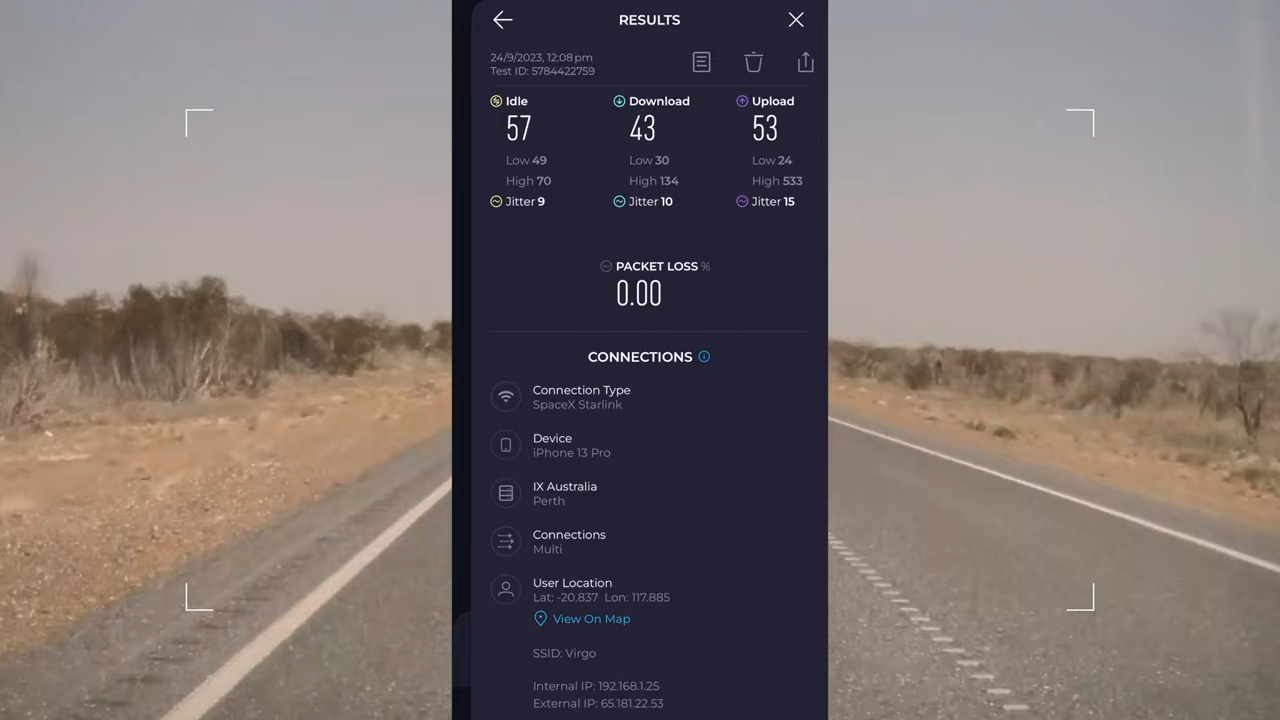 RESULTS
24/9/2023, 12:08 pm
Test ID: 5784422759
Idle Download Upload
57 43 53
Low 49 Low 30 Low 24
High 70 High 134 High 533
Jitter 9 Jitter 10 Jitter 15
PACKET LOSS %
0.00
CONNECTIONS
Connection Type
SpaceX Starlink
Device
iPhone 13 Pro
IX Australia
Perth
Connections
Multi
User Location
Lat: -20.837 Lon: 117.885
View On Map
SSID: Virgo
Internal IP: 192.168.1.25
External IP: 65.181.22.53